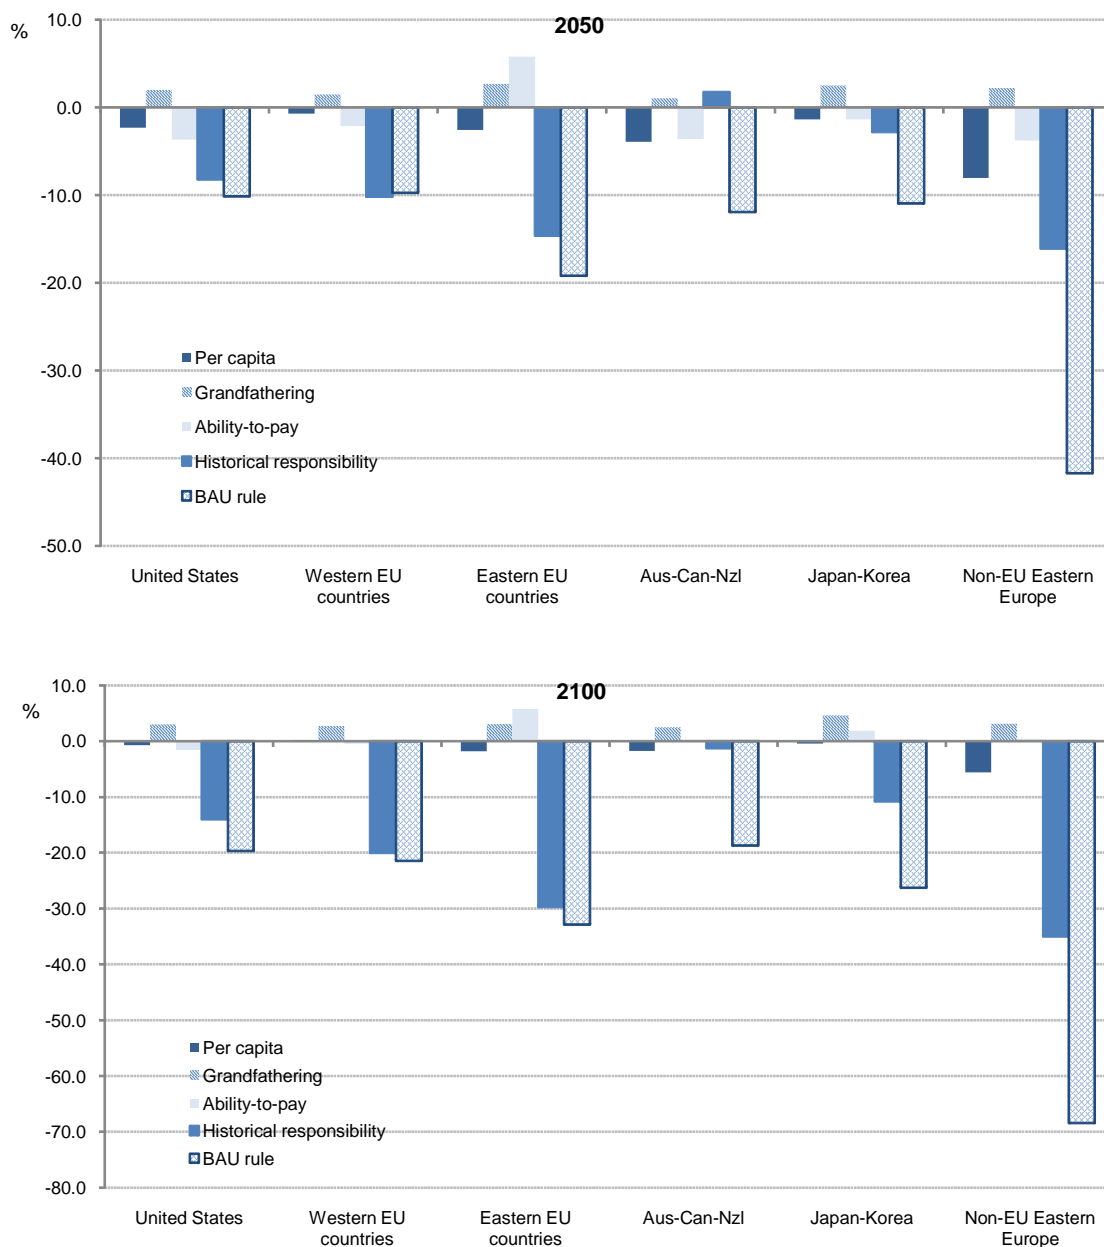 2050
%
10.0
0.0
-10.0
-20.0
-30.0
-40.0
-50.0
Per capita
Grandfathering
Ability-to-pay
Historical responsibility
BAU rule
United States
Western EU
countries
Eastern EU
countries
Aus-Can-Nzl
Japan-Korea
Non-EU Eastern
Europe
2100
%
10.0
0.0
-10.0
-20.0
-30.0
-40.0
-50.0
-60.0
-70.0
-80.0
Per capita
Grandfathering
Ability-to-pay
Historical responsibility
BAU rule
United States
Western EU
countries
Eastern EU
countries
Aus-Can-Nzl
Japan-Korea
Non-EU Eastern
Europe